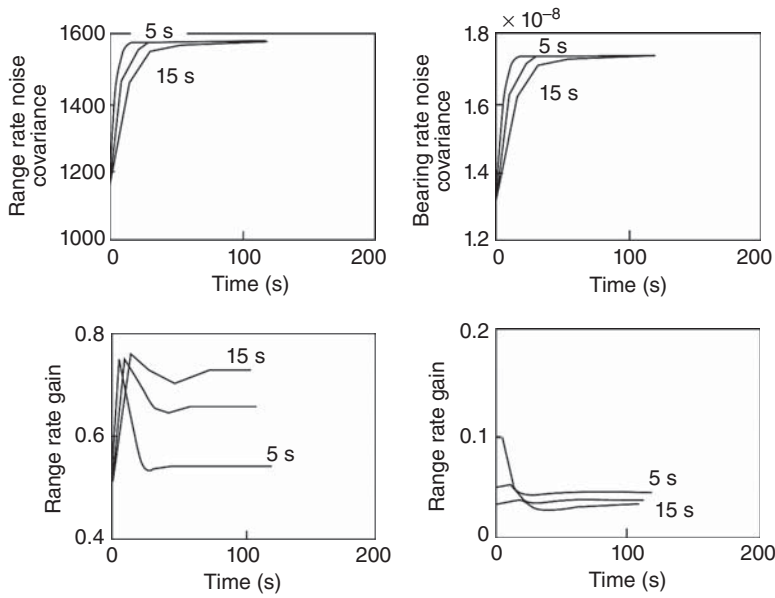 Range rate noise
covariance
1600
1400
1200
1000
5 s
15 s
0
100
200
Time (s)
Bearing rate noise
covariance
× 10⁻⁸
1.8
1.6
1.4
1.2
5 s
15 s
0
100
200
Time (s)
Range rate gain
0.8
0.6
0.4
15 s
5 s
0
100
200
Time (s)
Range rate gain
0.2
0.1
0
5 s
15 s
0
100
200
Time (s)